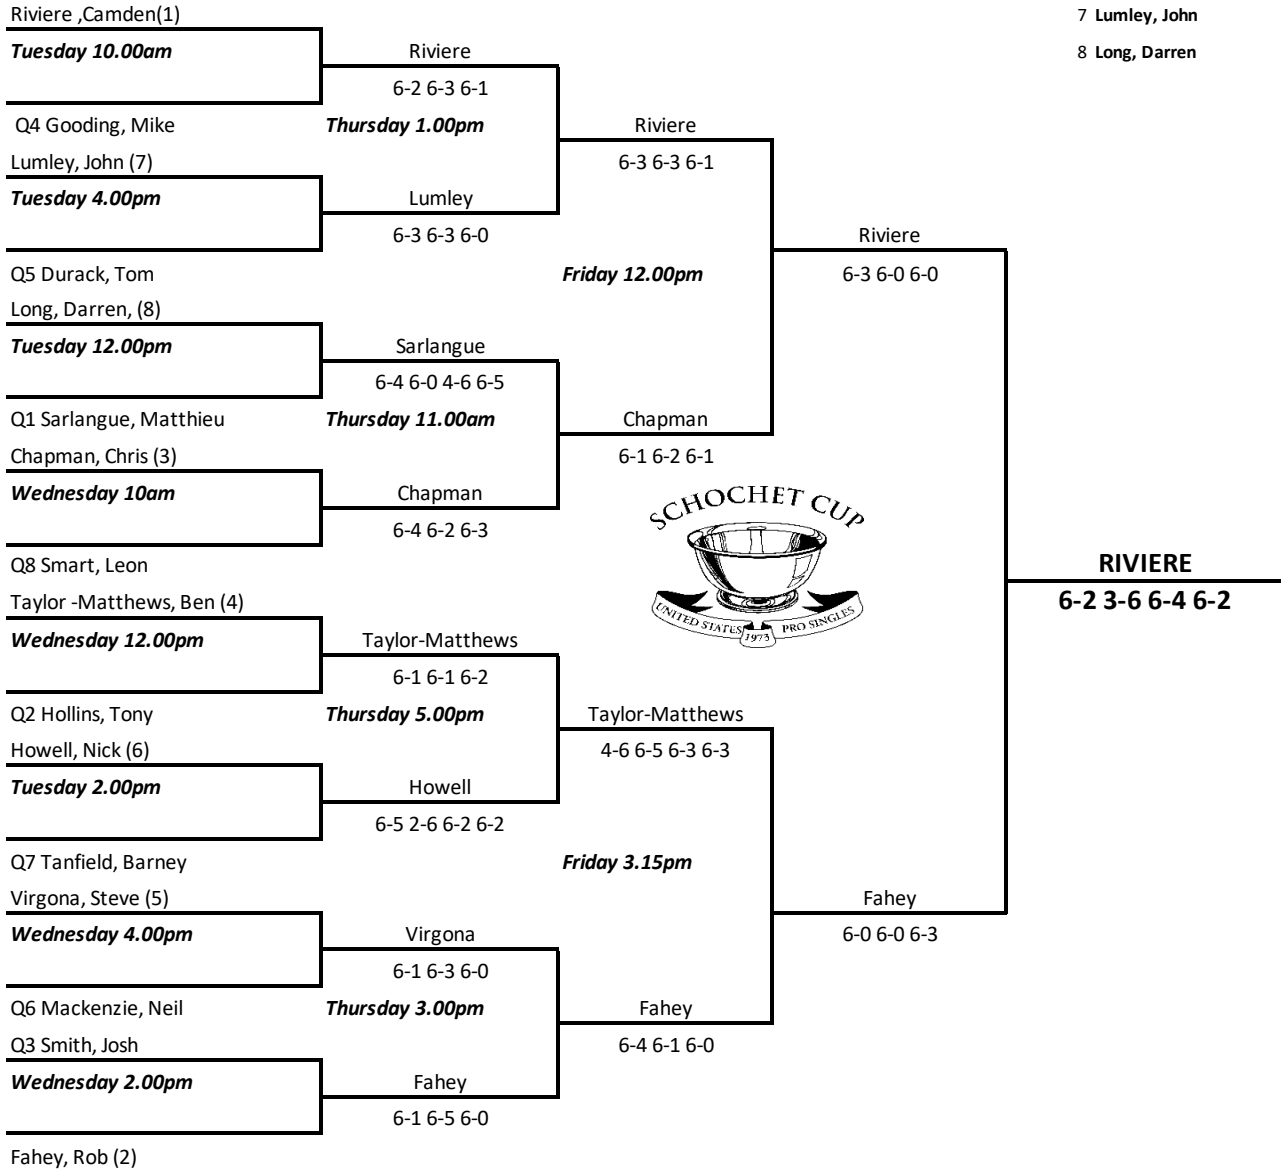 Riviere ,Camden(1)
7 Lumley, John
Tuesday 10.00am
Riviere
8 Long, Darren
6-2 6-3 6-1
Q4 Gooding, Mike
Thursday 1.00pm
Riviere
Lumley, John (7)
6-3 6-3 6-1
Tuesday 4.00pm
Lumley
6-3 6-3 6-0
Riviere
Q5 Durack, Tom
Friday 12.00pm
6-3 6-0 6-0
Long, Darren, (8)
Tuesday 12.00pm
Sarlangue
6-4 6-0 4-6 6-5
Q1 Sarlangue, Matthieu
Thursday 11.00am
Chapman
Chapman, Chris (3)
6-1 6-2 6-1
Wednesday 10am
Chapman
6-4 6-2 6-3
SCHOCHET CUP
Q8 Smart, Leon
RIVIERE
Taylor -Matthews, Ben (4)
6-2 3-6 6-4 6-2
UNITED STATES 1973 PRO SINGLES
Wednesday 12.00pm
Taylor-Matthews
6-1 6-1 6-2
Q2 Hollins, Tony
Thursday 5.00pm
Taylor-Matthews
Howell, Nick (6)
4-6 6-5 6-3 6-3
Tuesday 2.00pm
Howell
6-5 2-6 6-2 6-2
Q7 Tanfield, Barney
Friday 3.15pm
Virgona, Steve (5)
Fahey
Wednesday 4.00pm
Virgona
6-0 6-0 6-3
6-1 6-3 6-0
Q6 Mackenzie, Neil
Thursday 3.00pm
Fahey
Q3 Smith, Josh
6-4 6-1 6-0
Wednesday 2.00pm
Fahey
6-1 6-5 6-0
Fahey, Rob (2)